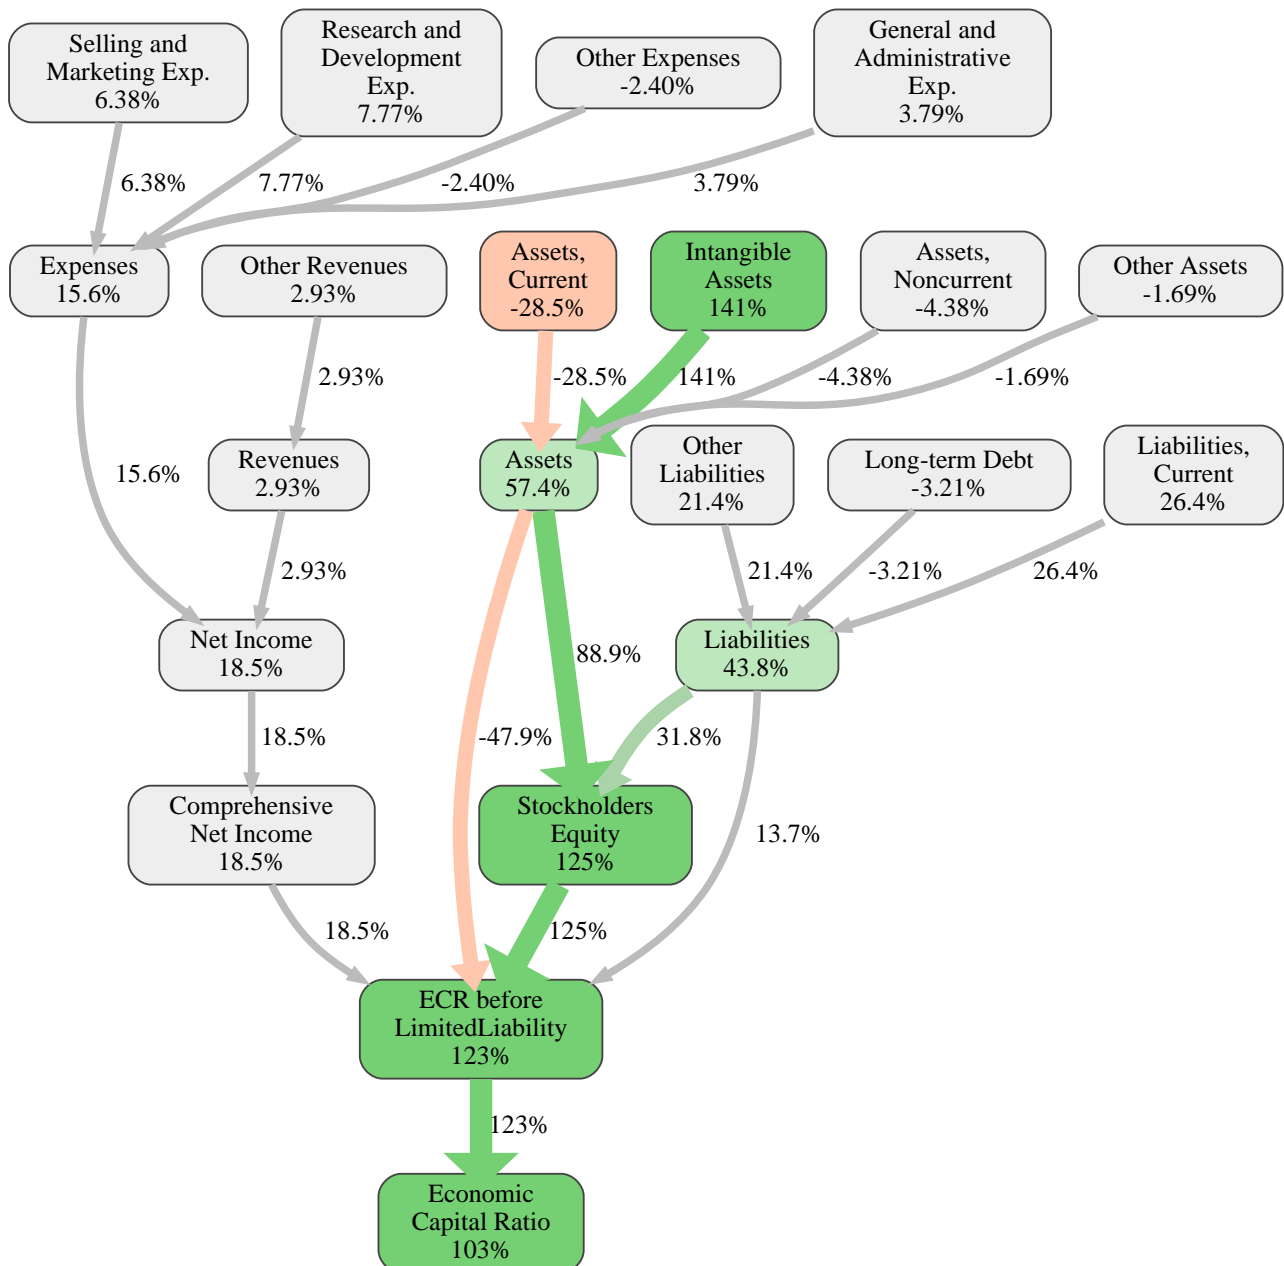 Selling and
Marketing Exp.
6.38%
Research and
Development
Exp.
7.77%
Other Expenses
-2.40%
General and
Administrative
Exp.
3.79%
6.38%
7.77%
-2.40%
3.79%
Expenses
15.6%
Other Revenues
2.93%
Assets,
Current
-28.5%
Intangible
Assets
141%
Assets,
Noncurrent
-4.38%
Other Assets
-1.69%
2.93%
-28.5%
141%
-4.38%
-1.69%
15.6%
Revenues
2.93%
Assets
57.4%
Other
Liabilities
21.4%
Long-term Debt
-3.21%
Liabilities,
Current
26.4%
2.93%
21.4%
-3.21%
26.4%
Net Income
18.5%
88.9%
Liabilities
43.8%
18.5%
-47.9%
31.8%
Comprehensive
Net Income
18.5%
Stockholders
Equity
125%
13.7%
18.5%
125%
ECR before
LimitedLiability
123%
123%
Economic
Capital Ratio
103%